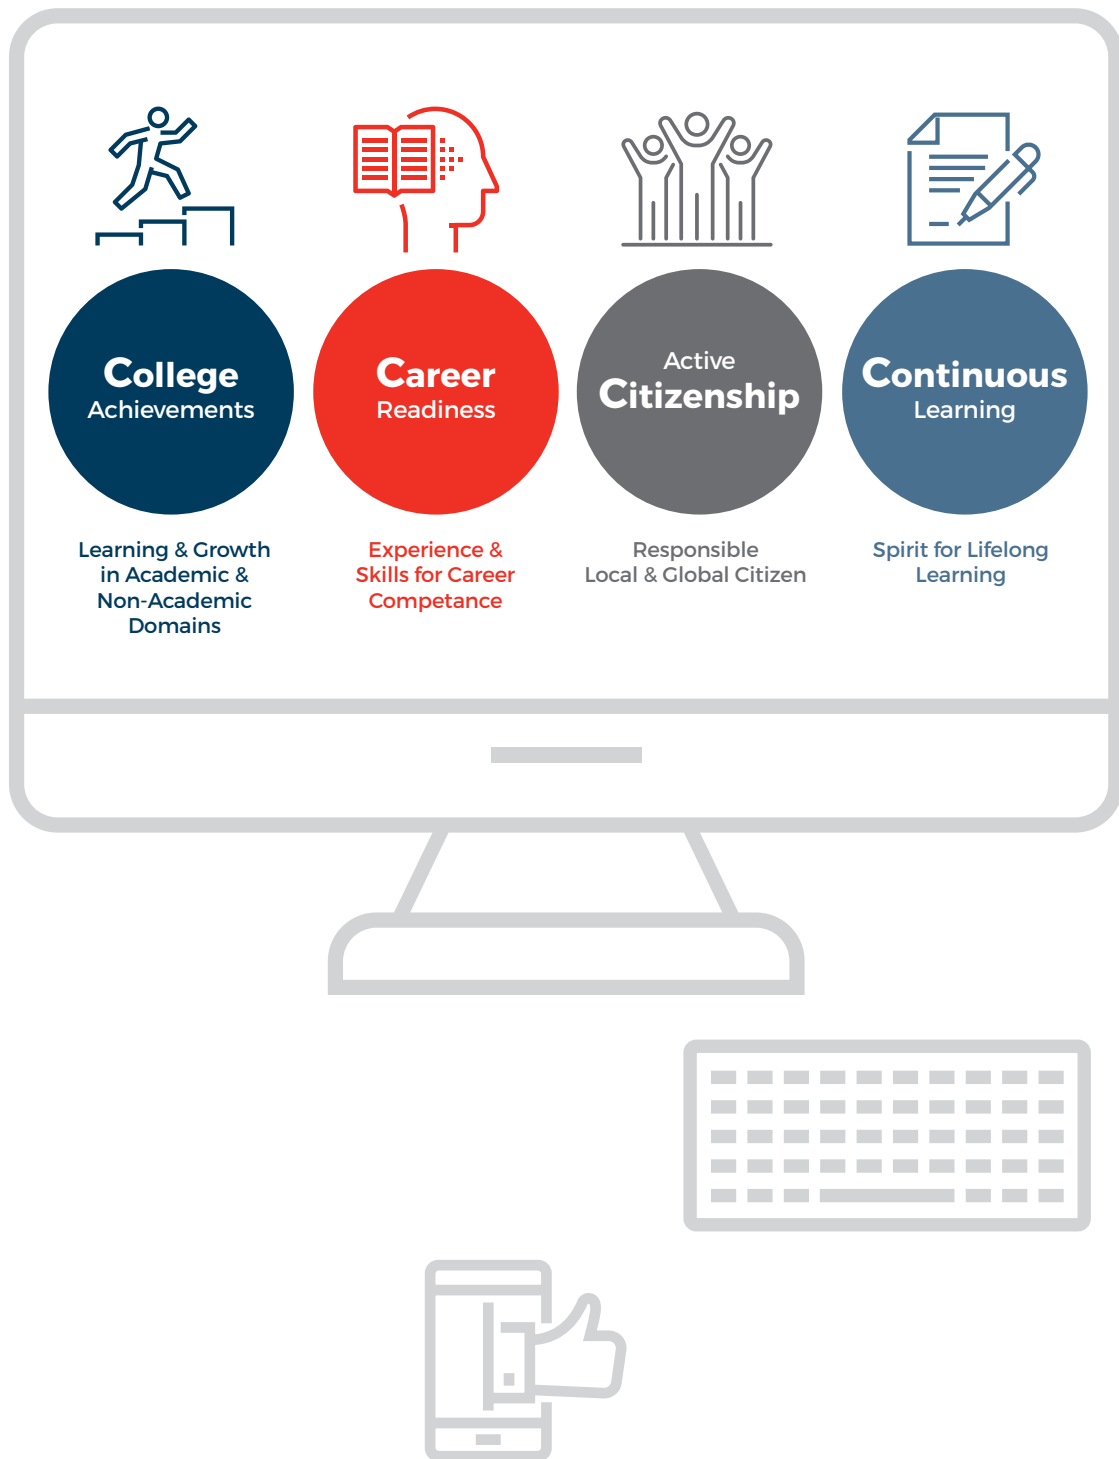 College
Achievements
Learning & Growth
in Academic &
Non-Academic
Domains
Career
Readiness
Experience &
Skills for Career
Competance
Active
Citizenship
Responsible
Local & Global Citizen
Continuous
Learning
Spirit for Lifelong
Learning